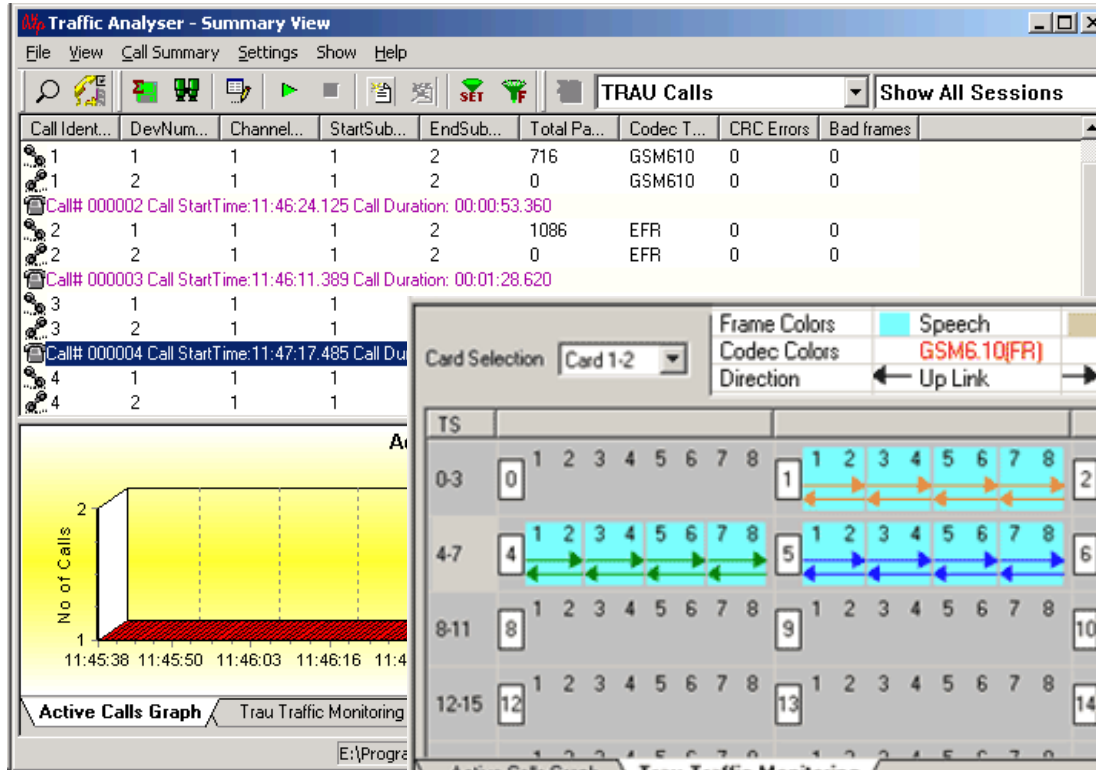 Traffic Analyser - Summary View
File View Call Summary Settings Show Help
SET F TRAU Calls Show All Sessions
Call Ident... DevNum... Channel... StartSub... EndSub... Total Pa... Codec T... CRC Errors Bad frames
1 1 1 1 2 716 GSM610 0 0
1 2 1 1 2 0 GSM610 0 0
Call# 000002 Call StartTime:11:46:24.125 Call Duration: 00:00:53.360
2 1 1 1 2 1086 EFR 0 0
2 2 1 1 2 0 EFR 0 0
Call# 000003 Call StartTime:11:46:11.389 Call Duration: 00:01:28.620
3 1 1 1
3 2 1 1
Call# 000004 Call StartTime:11:47:17.485 Call Du
4 1 1 1
4 2 1 1
No of Calls
2
1
11:45:38 11:45:50 11:46:03 11:46:16 11:4
Active Calls Graph Trau Traffic Monitoring
E:\Progra
Card Selection Card 1-2
Frame Colors Speech
Codec Colors GSM6.10(FR)
Direction Up Link
TS
0-3 0 1 2 3 4 5 6 7 8 1 1 2 3 4 5 6 7 8 2
4-7 4 1 2 3 4 5 6 7 8 5 1 2 3 4 5 6 7 8 6
8-11 8 1 2 3 4 5 6 7 8 9 1 2 3 4 5 6 7 8 10
12-15 12 1 2 3 4 5 6 7 8 13 1 2 3 4 5 6 7 8 14
Active Calls Graph Trau Traffic Monitoring